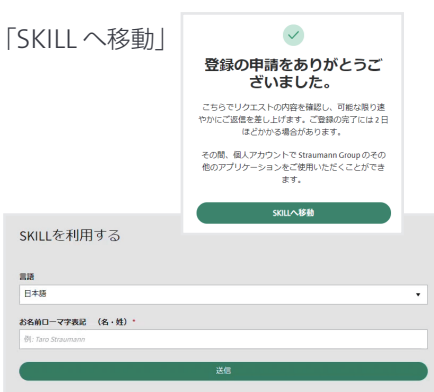 「SKILL へ移動」
登録の申請をありがとうご
ざいました。
こちらでリクエストの内容を確認し、可能な限り速
やかにご返信を差し上げます。ご登録の完了には2日
ほどかかる場合があります。
その間、個人アカウントで Straumann Group のその
他のアプリケーションをご使用いただくことができ
ます。
SKILLへ移動
SKILLを利用する
言語
日本語
お名前ローマ字表記　（名・姓） *
例: Taro Straumann
送信